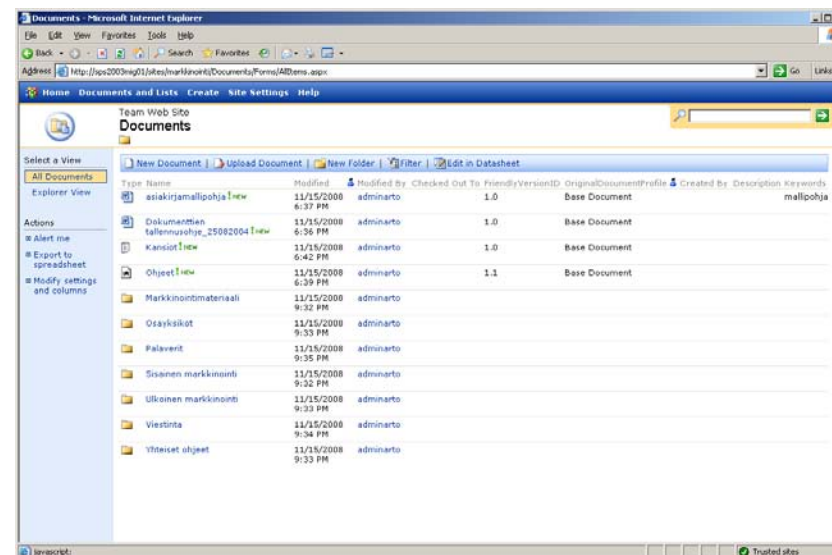 Documents - Microsoft Internet Explorer
File Edit View Favorites Tools Help
Back Search Favorites
Address http://sps2003mig01/sites/markkinointi/Documents/Forms/AllItems.aspx Go Links
Home Documents and Lists Create Site Settings Help
Team Web Site
Documents
Select a View
All Documents
Explorer View
Actions
Alert me
Export to
spreadsheet
Modify settings
and columns
New Document | Upload Document | New Folder | Filter | Edit in Datasheet
Type Name Modified Modified By Checked Out To FriendlyVersionID OriginalDocumentProfile Created By Description Keywords
asiakirjamallipohja ! NEW 11/15/2008 adminarto 1.0 Base Document mallipohja
6:37 PM
Dokumenttien 11/15/2008 adminarto 1.0 Base Document
tallennusohje_25082004 ! NEW 6:36 PM
Kansiot ! NEW 11/15/2008 adminarto 1.0 Base Document
6:42 PM
Ohjeet ! NEW 11/15/2008 adminarto 1.1 Base Document
6:39 PM
Markkinointimateriaali 11/15/2008 adminarto
9:32 PM
Osayksikot 11/15/2008 adminarto
9:33 PM
Palaverit 11/15/2008 adminarto
9:35 PM
Sisainen markkinointi 11/15/2008 adminarto
9:32 PM
Ulkoinen markkinointi 11/15/2008 adminarto
9:33 PM
Viestinta 11/15/2008 adminarto
9:34 PM
Yhteiset ohjeet 11/15/2008 adminarto
9:33 PM
javascript: Trusted sites